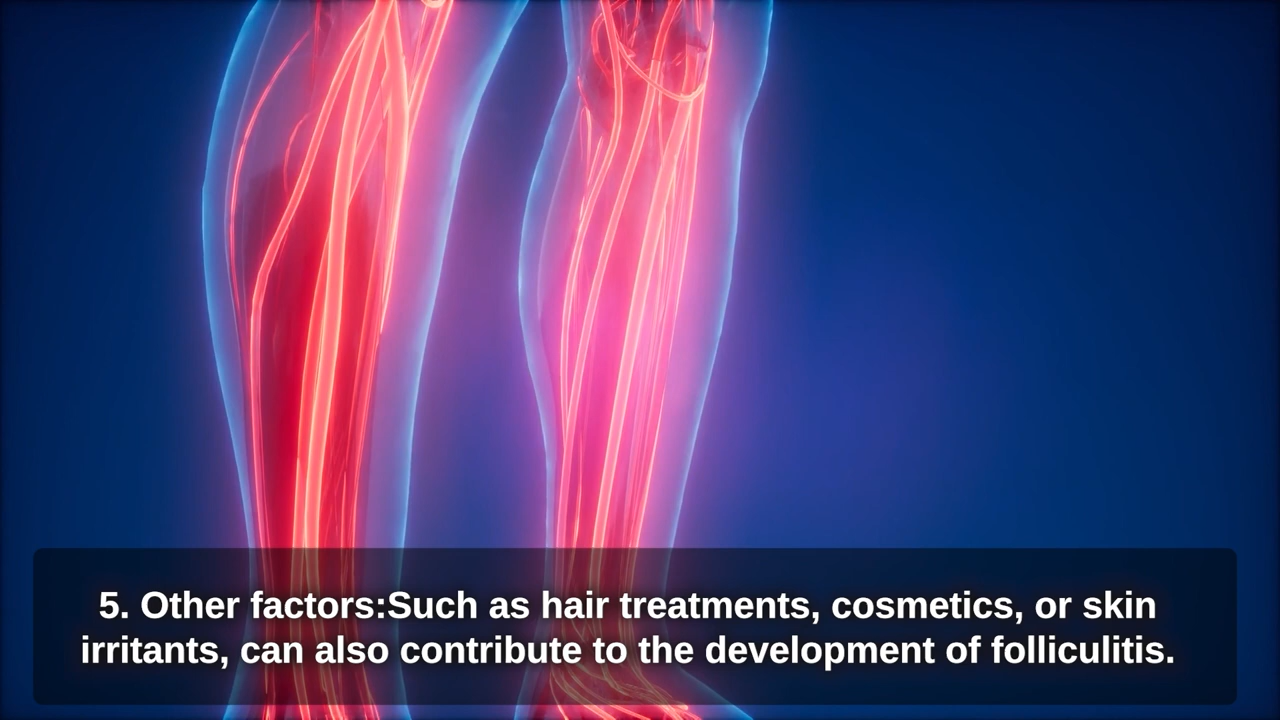 5. Other factors:Such as hair treatments, cosmetics, or skin
irritants, can also contribute to the development of folliculitis.